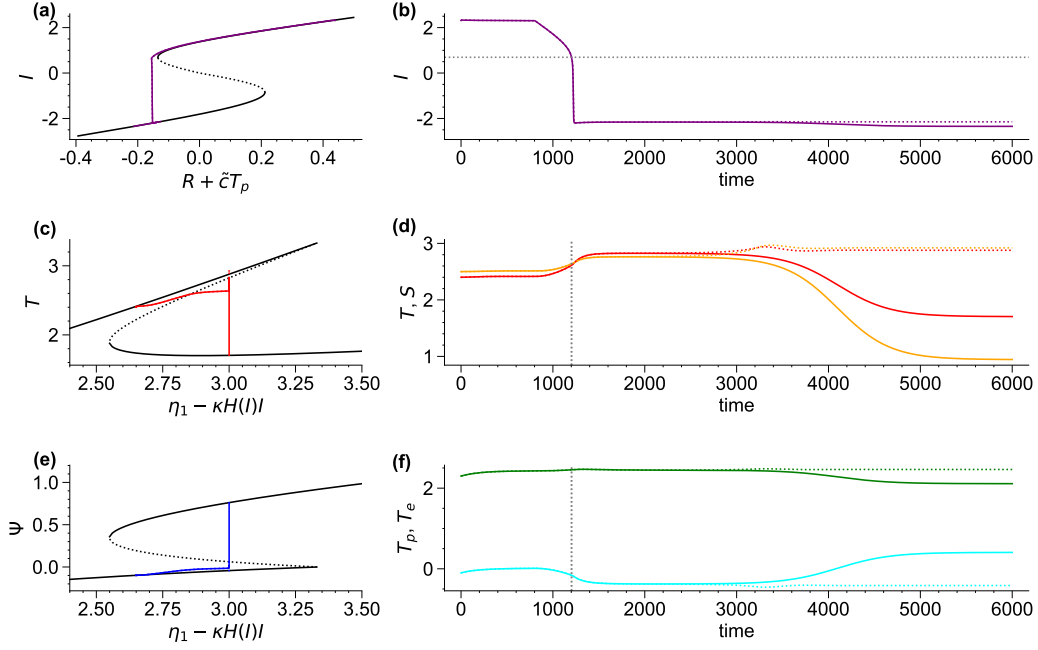 (a)
I
2
0
-2
-0.4
-0.2
0.0
0.2
0.4
R + c̃T_p
(b)
I
2
0
-2
0
1000
2000
3000
4000
5000
6000
time
(c)
T
3
2
2.50
2.75
3.00
3.25
3.50
η₁ − κH(I)I
(d)
T, S
3
2
1
0
1000
2000
3000
4000
5000
6000
time
(e)
Ψ
1.0
0.5
0.0
2.50
2.75
3.00
3.25
3.50
η₁ − κH(I)I
(f)
T_p, T_e
2
0
0
1000
2000
3000
4000
5000
6000
time